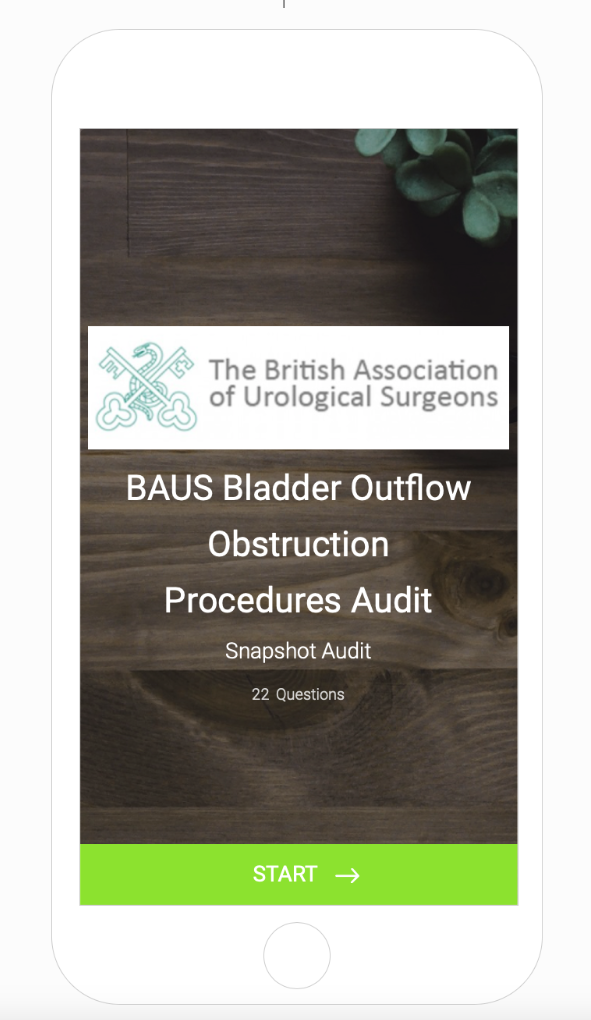 The British Association
of Urological Surgeons
BAUS Bladder Outflow
Obstruction
Procedures Audit
Snapshot Audit
22 Questions
START →